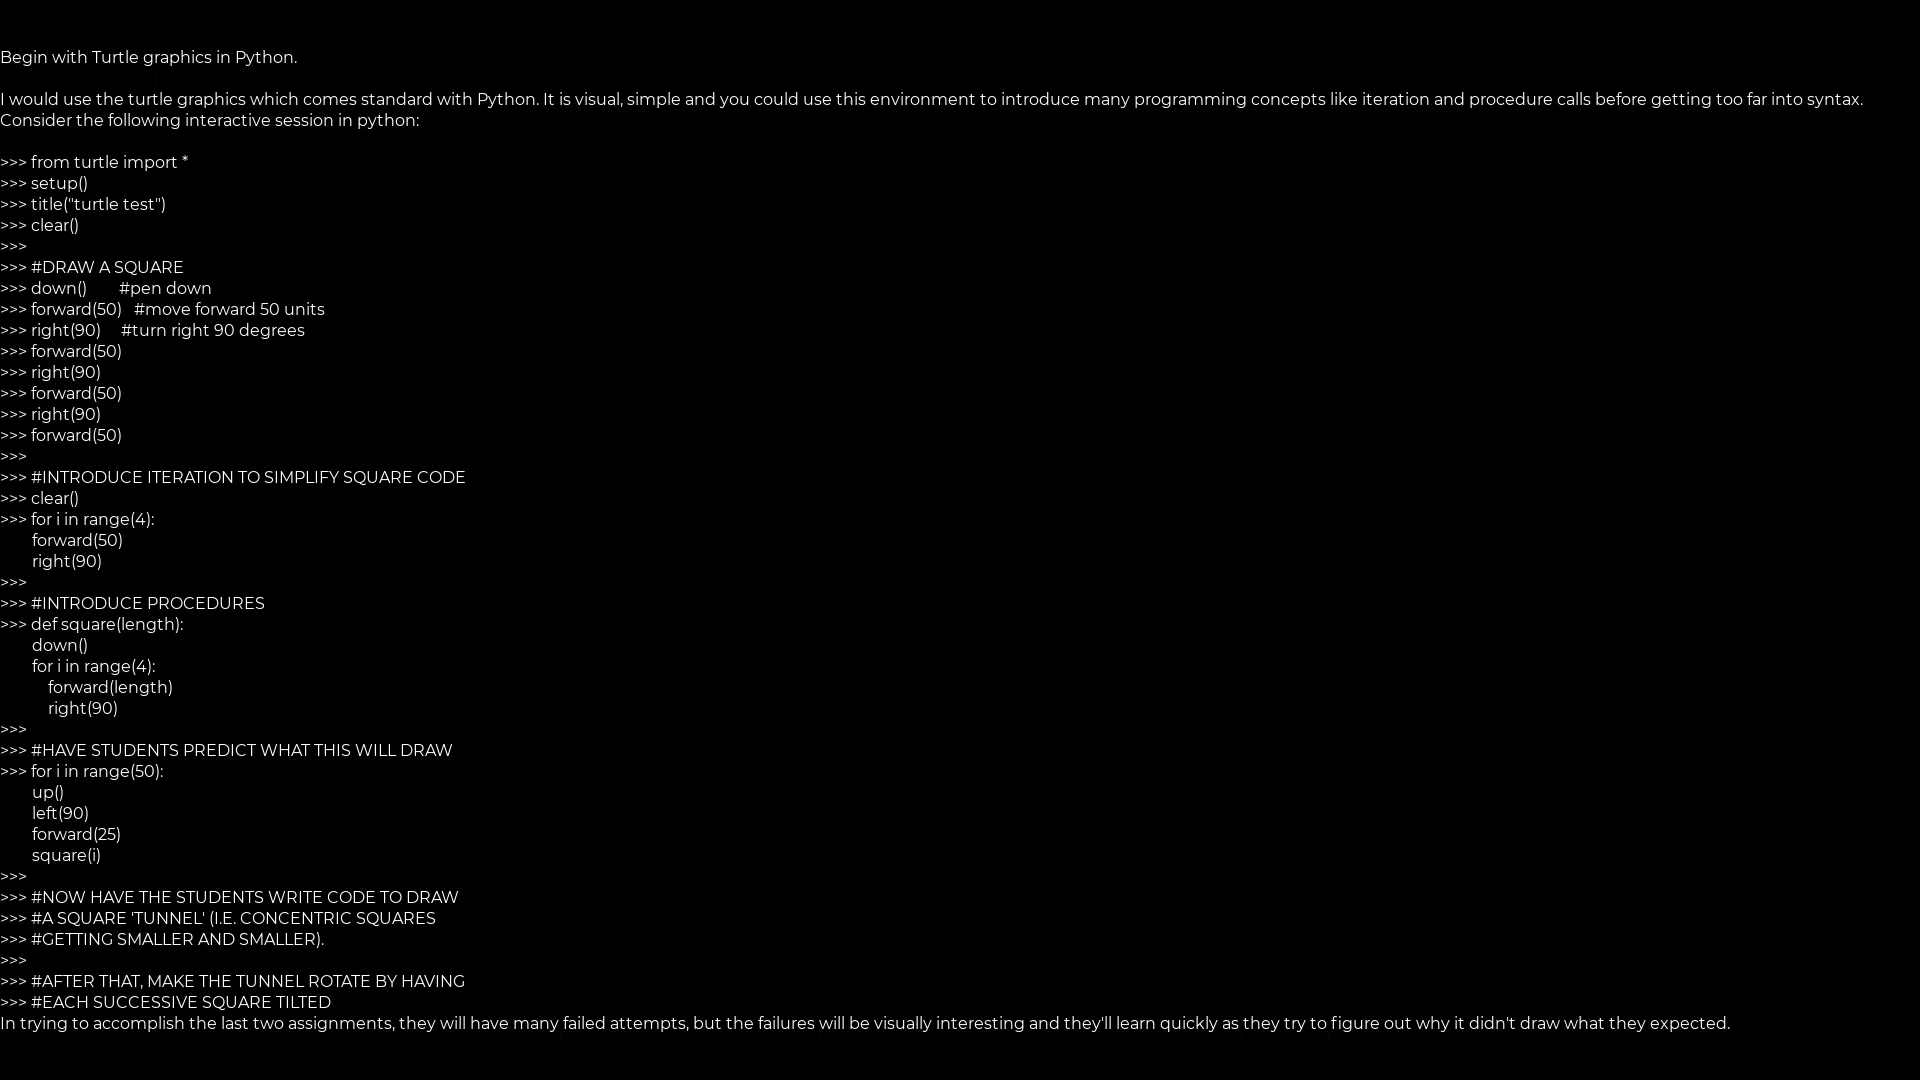 Begin with Turtle graphics in Python.
I would use the turtle graphics which comes standard with Python. It is visual, simple and you could use this environment to introduce many programming concepts like iteration and procedure calls before getting too far into syntax.
Consider the following interactive session in python:
>>> from turtle import *
>>> setup()
>>> title("turtle test")
>>> clear()
>>>
>>> #DRAW A SQUARE
>>> down()        #pen down
>>> forward(50)   #move forward 50 units
>>> right(90)     #turn right 90 degrees
>>> forward(50)
>>> right(90)
>>> forward(50)
>>> right(90)
>>> forward(50)
>>>
>>> #INTRODUCE ITERATION TO SIMPLIFY SQUARE CODE
>>> clear()
>>> for i in range(4):
        forward(50)
        right(90)
>>>
>>> #INTRODUCE PROCEDURES
>>> def square(length):
        down()
        for i in range(4):
            forward(length)
            right(90)
>>>
>>> #HAVE STUDENTS PREDICT WHAT THIS WILL DRAW
>>> for i in range(50):
        up()
        left(90)
        forward(25)
        square(i)
>>>
>>> #NOW HAVE THE STUDENTS WRITE CODE TO DRAW
>>> #A SQUARE 'TUNNEL' (I.E. CONCENTRIC SQUARES
>>> #GETTING SMALLER AND SMALLER).
>>>
>>> #AFTER THAT, MAKE THE TUNNEL ROTATE BY HAVING
>>> #EACH SUCCESSIVE SQUARE TILTED
In trying to accomplish the last two assignments, they will have many failed attempts, but the failures will be visually interesting and they'll learn quickly as they try to figure out why it didn't draw what they expected.